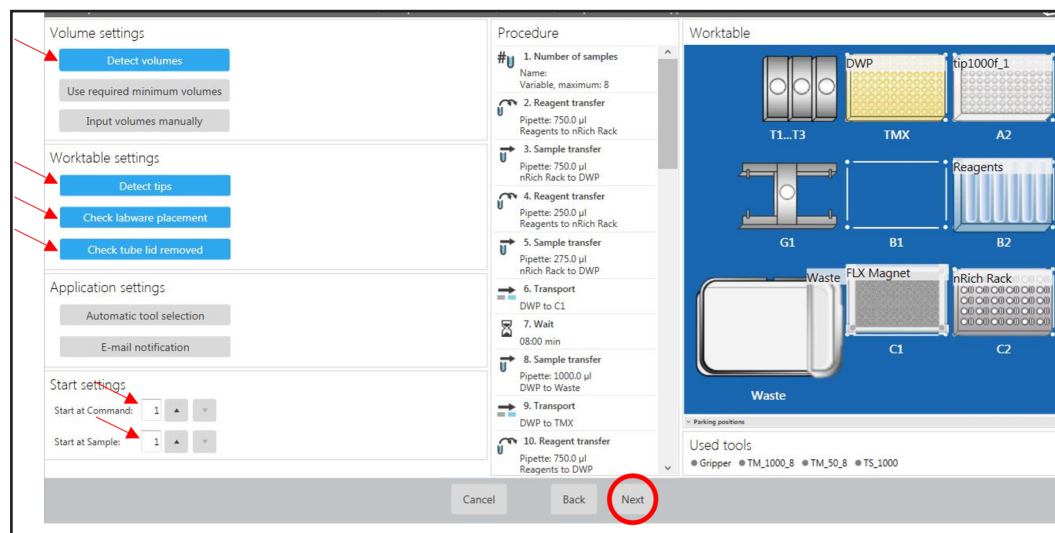 Volume settings
Detect volumes
Use required minimum volumes
Input volumes manually
Worktable settings
Detect tips
Check labware placement
Check tube lid removed
Application settings
Automatic tool selection
E-mail notification
Start settings
Start at Command: 1
Start at Sample: 1
Procedure
1. Number of samples
Name:
Variable, maximum: 8
2. Reagent transfer
Pipette: 750.0 µl
Reagents to nRich Rack
3. Sample transfer
Pipette: 750.0 µl
nRich Rack to DWP
4. Reagent transfer
Pipette: 250.0 µl
Reagents to nRich Rack
5. Sample transfer
Pipette: 275.0 µl
nRich Rack to DWP
6. Transport
DWP to C1
7. Wait
08:00 min
8. Sample transfer
Pipette: 1000.0 µl
DWP to Waste
9. Transport
DWP to TMX
10. Reagent transfer
Pipette: 750.0 µl
Reagents to DWP
Worktable
DWP
tip1000f_1
T1...T3
TMX
A2
Reagents
G1
B1
B2
Waste
FLX Magnet
nRich Rack
C1
C2
Waste
Parking positions
Used tools
Gripper TM_1000_8 TM_50_8 TS_1000
Cancel
Back
Next